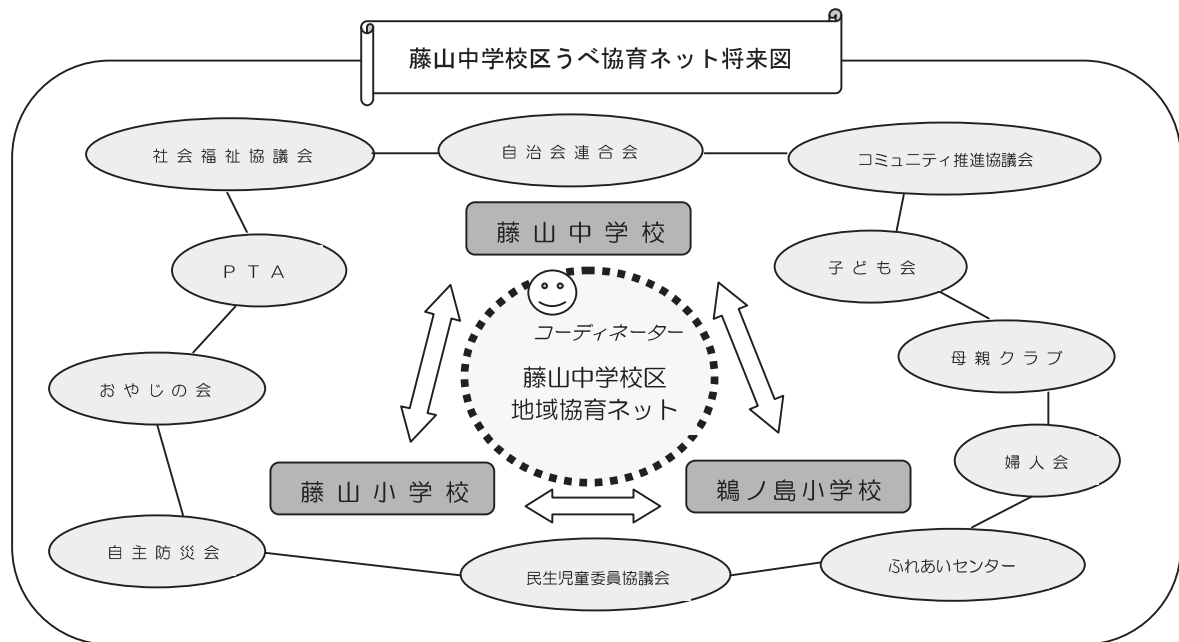 藤山中学校区うべ協育ネット将来図
社会福祉協議会
自治会連合会
コミュニティ推進協議会
藤山中学校
PTA
子ども会
コーディネーター
藤山中学校区
地域協育ネット
母親クラブ
おやじの会
婦人会
藤山小学校
鵜ノ島小学校
自主防災会
民生児童委員協議会
ふれあいセンター